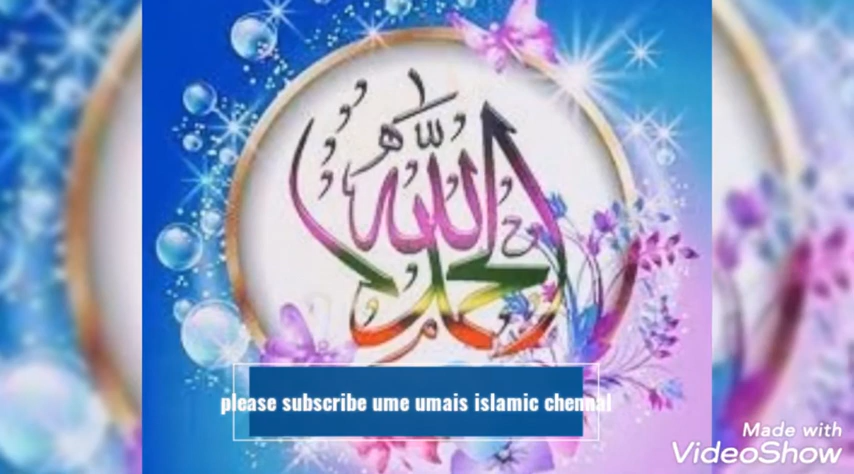 الحمد لله
please subscribe ume umais islamic chennal
Made with
VideoShow